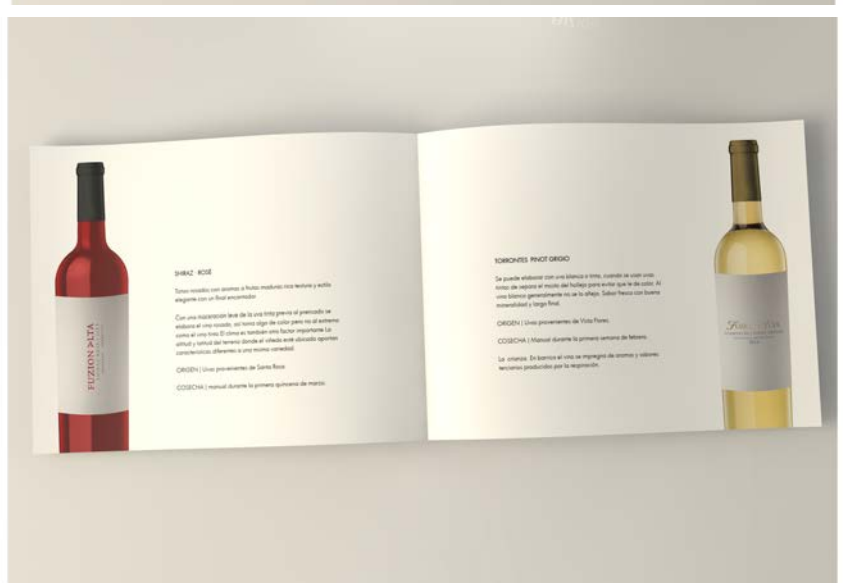 SHIRAZ · ROSÉ
Tonos rosados con aromas a frutas maduras rica textura y estilo
elegante con un final encantador
Con una maceración leve de la uva tinta previa al prensado se
elabora el vino rosado, así toma algo de color pero no al extremo
como el vino tinto El clima es también otro factor importante La
altitud y latitud del terreno donde el viñedo esté ubicado aportan
características diferentes a una misma variedad.
ORIGEN | Uvas provenientes de Santa Rosa
COSECHA | manual durante la primera quincena de marzo.
FUZION ALTA
TORRONTES PINOT GRIGIO
Se puede elaborar con uva blanca o tinta, cuando se usan uvas
tintas de separa el mosto del hollejo para evitar que le de color. Al
vino blanco generalmente no se lo añeja. Sabor fresco con buena
mineralidad y largo final.
ORIGEN | Uvas provenientes de Vista Flores.
COSECHA | Manual durante la primera semana de febrero.
La crianza: En barrica el vino se impregna de aromas y sabores
terciarios producidos por la respiración.